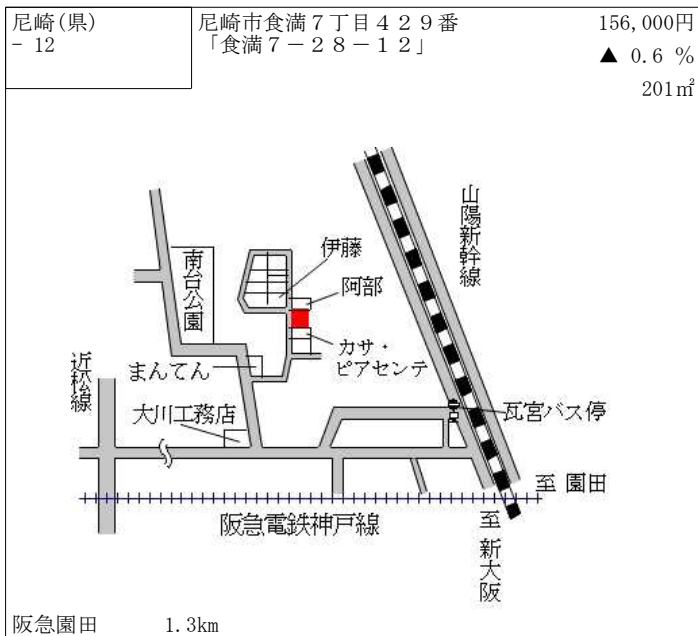 尼崎(県)
- 12
尼崎市食満７丁目４２９番
「食満７－２８－１２」
156,000円
▲ 0.6 %
201㎡
山陽新幹線
伊藤
南台公園
阿部
カサ・
ピアセンテ
近松線
まんてん
大川工務店
瓦宮バス停
至 園田
阪急電鉄神戸線
至 新大阪
阪急園田 1.3km